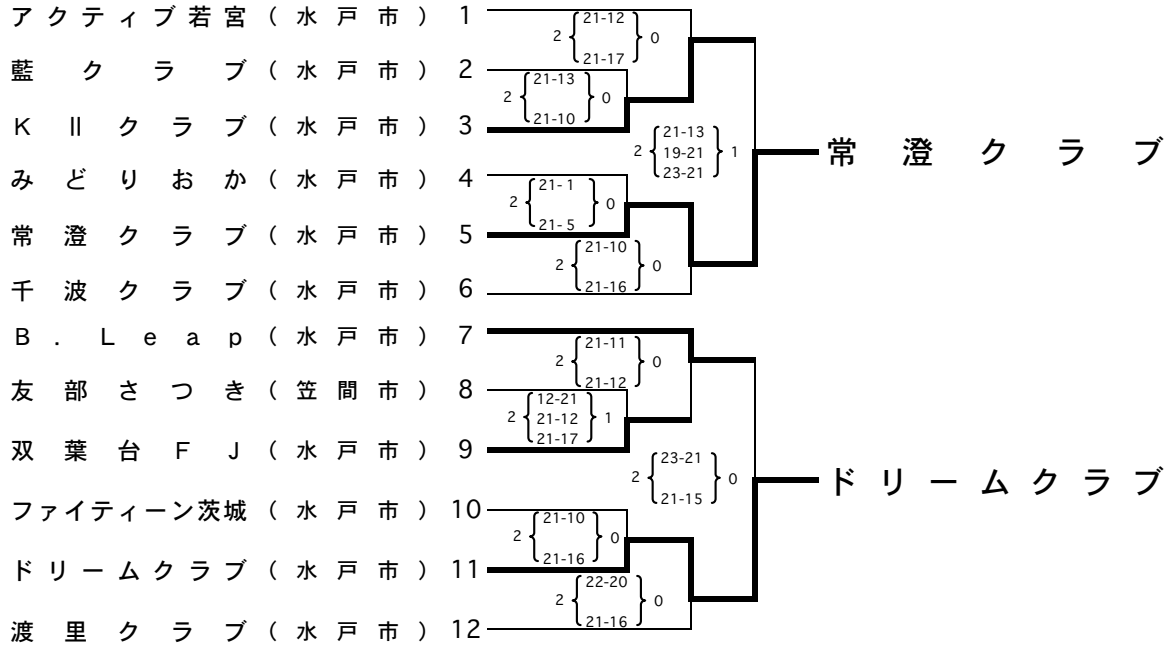 アクティブ若宮(水戸市) 1
21-12
2 0
21-17
藍クラブ(水戸市) 2
21-13
2 0
21-10
KⅡクラブ(水戸市) 3
21-13
2 19-21 1
23-21
常澄クラブ
みどりおか(水戸市) 4
21- 1
2 0
21- 5
常澄クラブ(水戸市) 5
21-10
2 0
21-16
千波クラブ(水戸市) 6
B.Leap(水戸市) 7
21-11
2 0
21-12
友部さつき(笠間市) 8
12-21
2 21-12 1
21-17
双葉台FJ(水戸市) 9
23-21
2 0
21-15
ドリームクラブ
ファイティーン茨城(水戸市) 10
21-10
2 0
21-16
ドリームクラブ(水戸市) 11
22-20
2 0
21-16
渡里クラブ(水戸市) 12